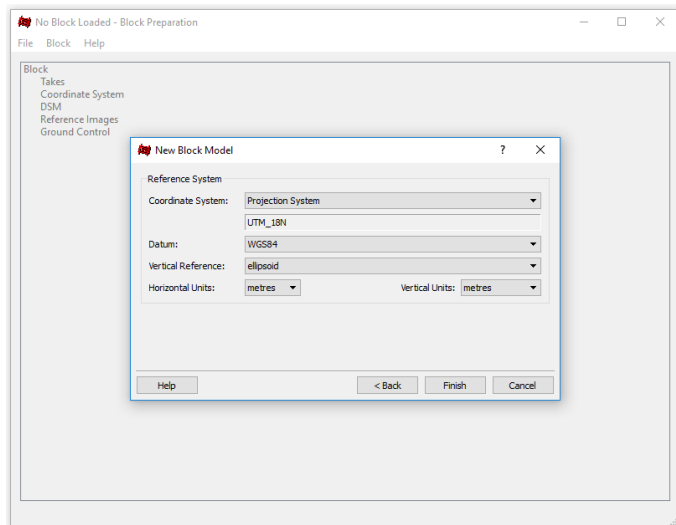 No Block Loaded - Block Preparation
File Block Help
Block
Takes
Coordinate System
DSM
Reference Images
Ground Control
New Block Model ?
Reference System
Coordinate System: Projection System
UTM_18N
Datum: WGS84
Vertical Reference: ellipsoid
Horizontal Units: metres Vertical Units: metres
Help < Back Finish Cancel